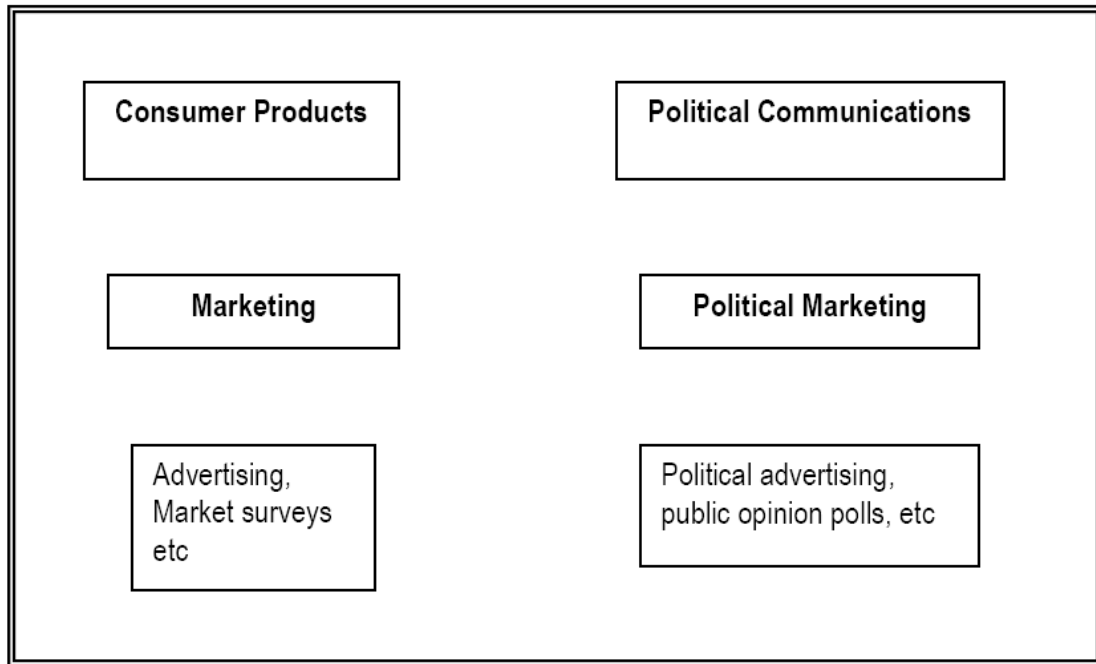 Consumer Products
Political Communications
Marketing
Political Marketing
Advertising,
Market surveys
etc
Political advertising,
public opinion polls, etc